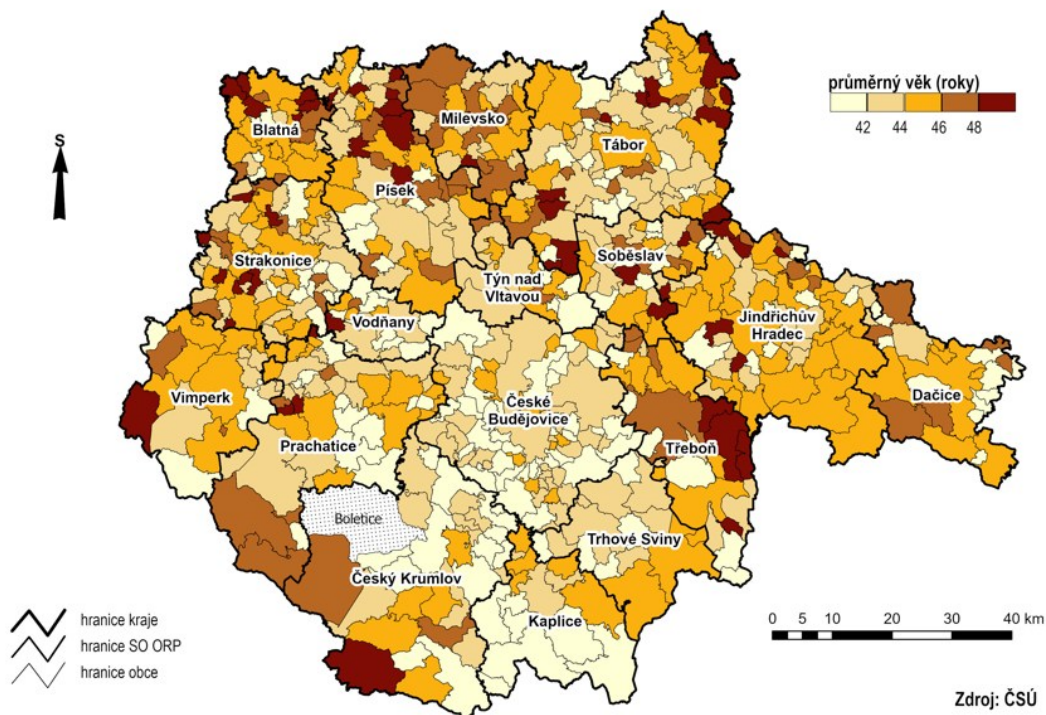 průměrný věk (roky)
42 44 46 48
S
Blatná
Milevsko
Tábor
Písek
Strakonice
Soběslav
Týn nad
Vltavou
Vodňany
Jindřichův
Hradec
Vimperk
České
Budějovice
Dačice
Prachatice
Třeboň
Boletice
Trhové Sviny
Český Krumlov
Kaplice
hranice kraje
hranice SO ORP
hranice obce
0 5 10 20 30 40 km
Zdroj: ČSÚ